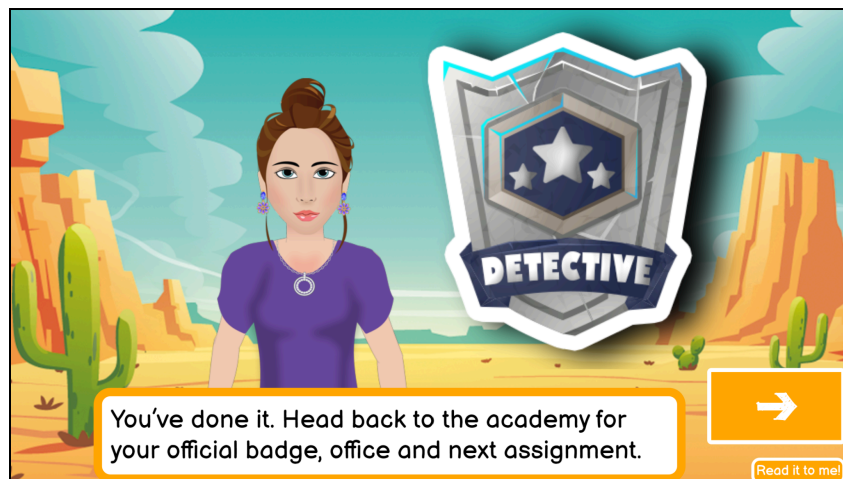 DETECTIVE
You've done it. Head back to the academy for
your official badge, office and next assignment.
Read it to me!